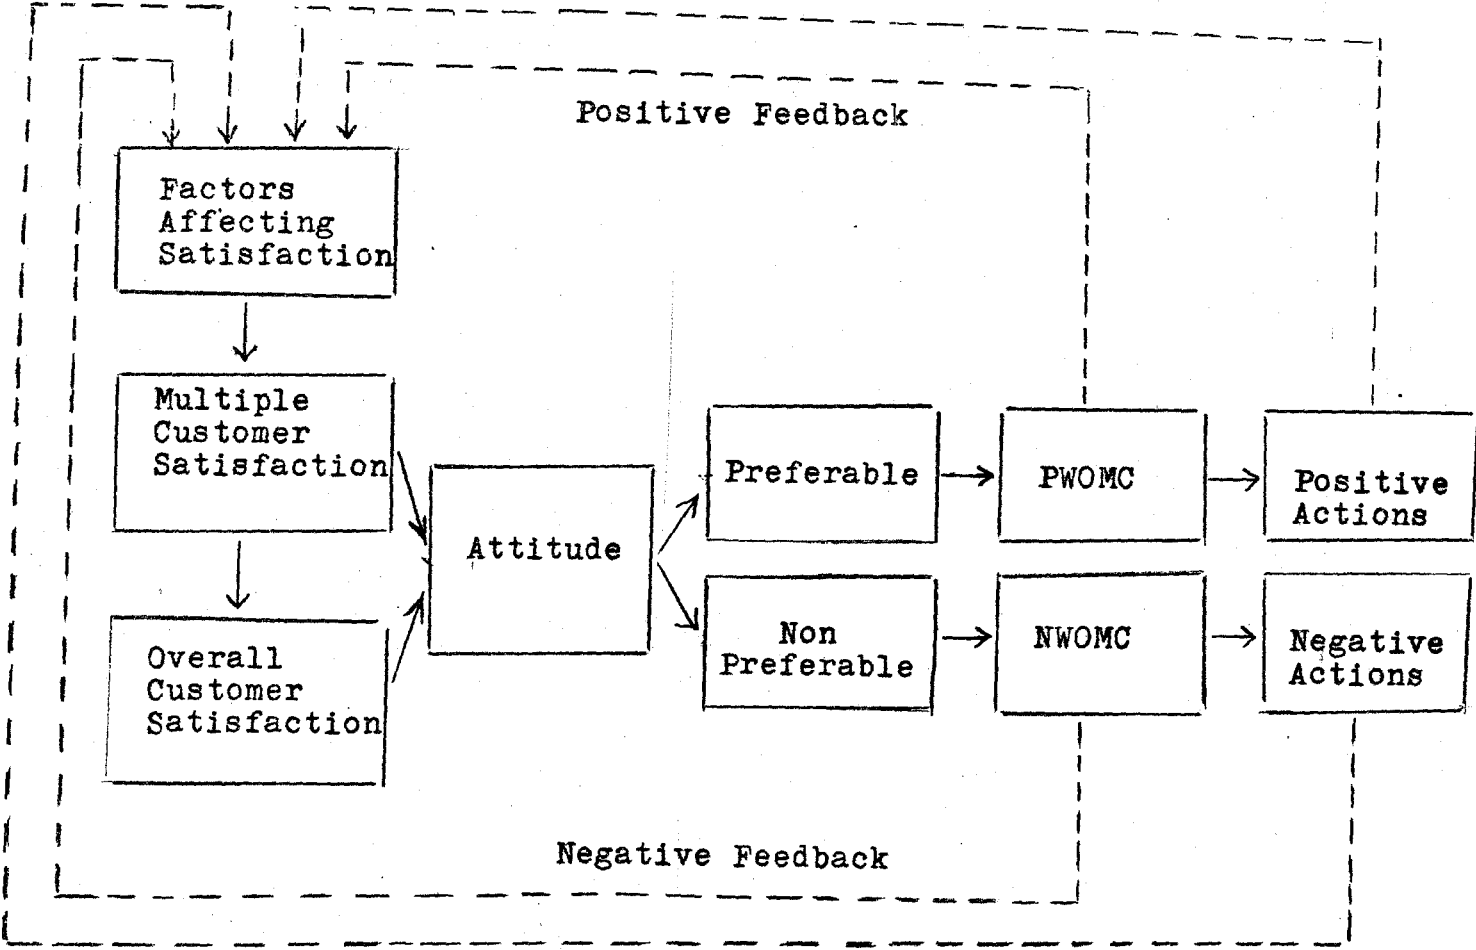 Positive Feedback
Factors
Affecting
Satisfaction
Multiple
Customer
Satisfaction
Overall
Customer
Satisfaction
Attitude
Preferable
PWOMC
Positive
Actions
Non
Preferable
NWOMC
Negative
Actions
Negative Feedback